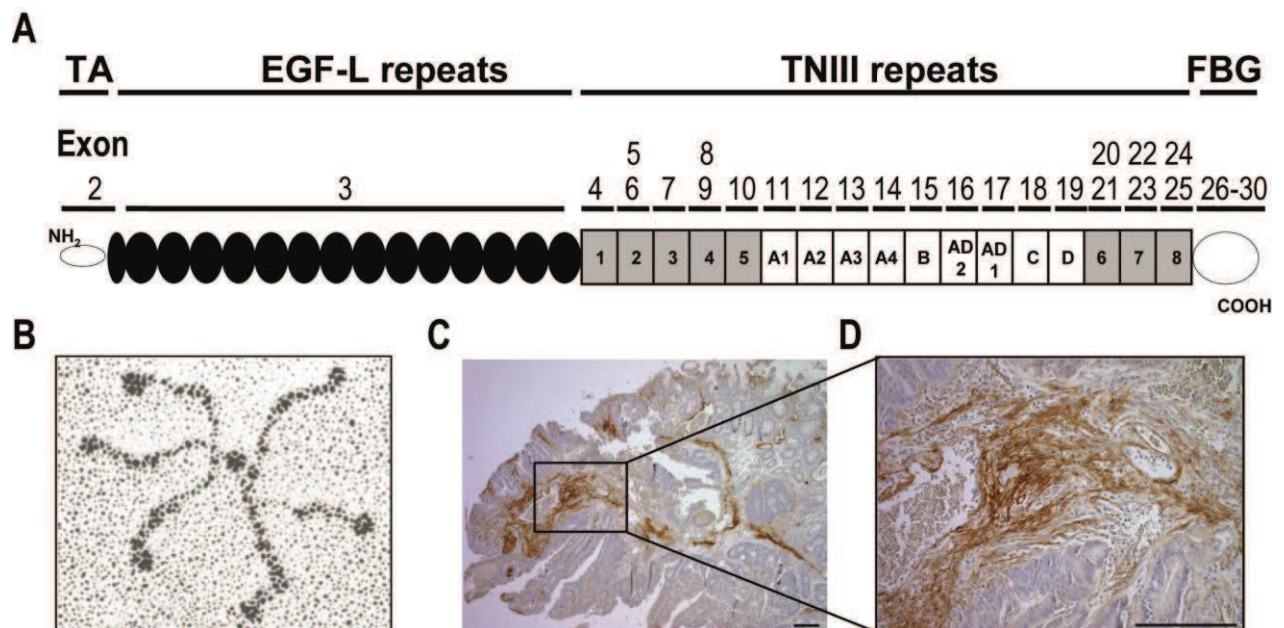 A
TA EGF-L repeats TNIII repeats FBG
Exon
5 8 20 22 24
2 3 4 6 7 9 10 11 12 13 14 15 16 17 18 19 21 23 25 26-30
NH2
1 2 3 4 5 A1 A2 A3 A4 B AD 2 AD 1 C D 6 7 8
COOH
B C D